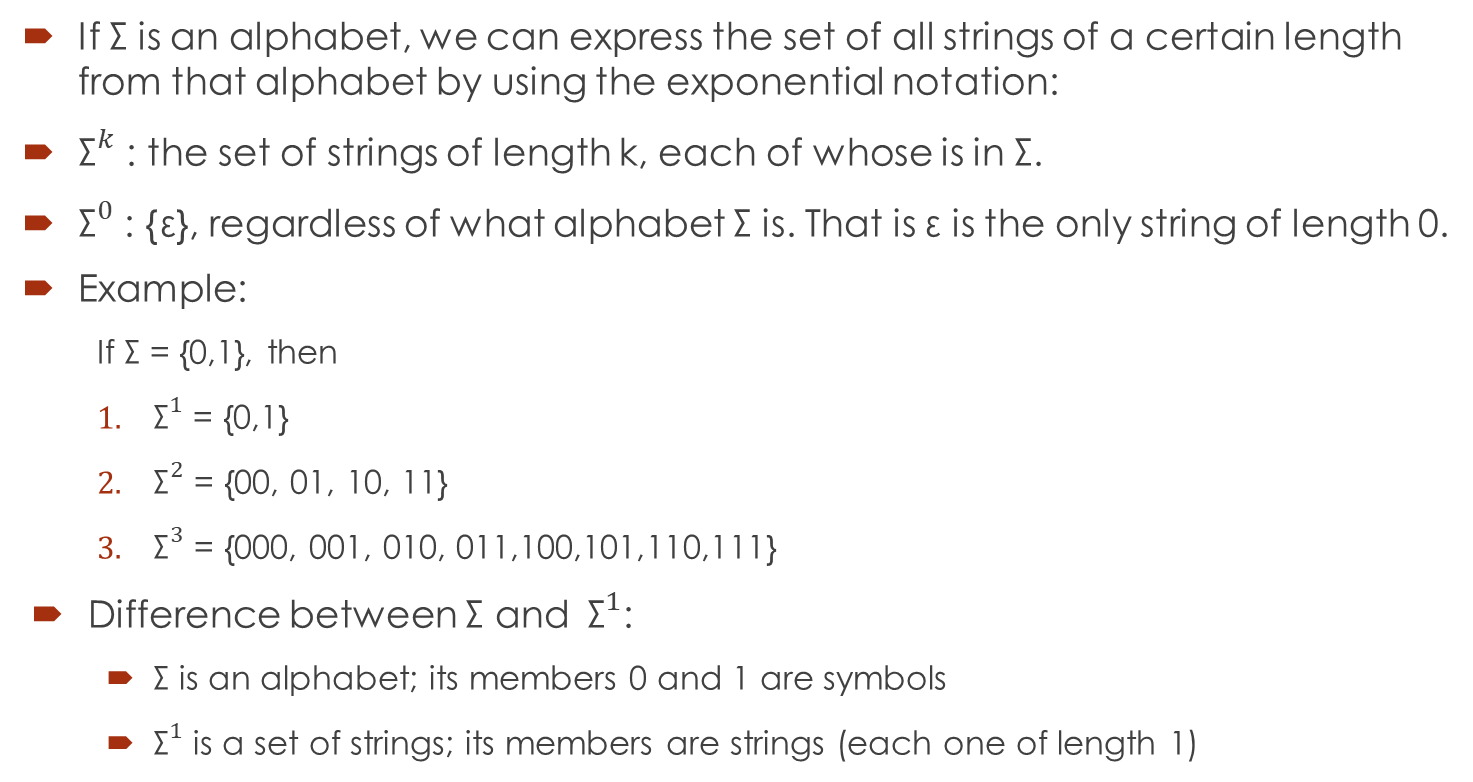 If Σ is an alphabet, we can express the set of all strings of a certain length
from that alphabet by using the exponential notation:
Σ^k : the set of strings of length k, each of whose is in Σ.
Σ^0 : {ε}, regardless of what alphabet Σ is. That is ε is the only string of length 0.
Example:
If Σ = {0,1}, then
1. Σ^1 = {0,1}
2. Σ^2 = {00, 01, 10, 11}
3. Σ^3 = {000, 001, 010, 011,100,101,110,111}
Difference between Σ and Σ^1:
Σ is an alphabet; its members 0 and 1 are symbols
Σ^1 is a set of strings; its members are strings (each one of length 1)